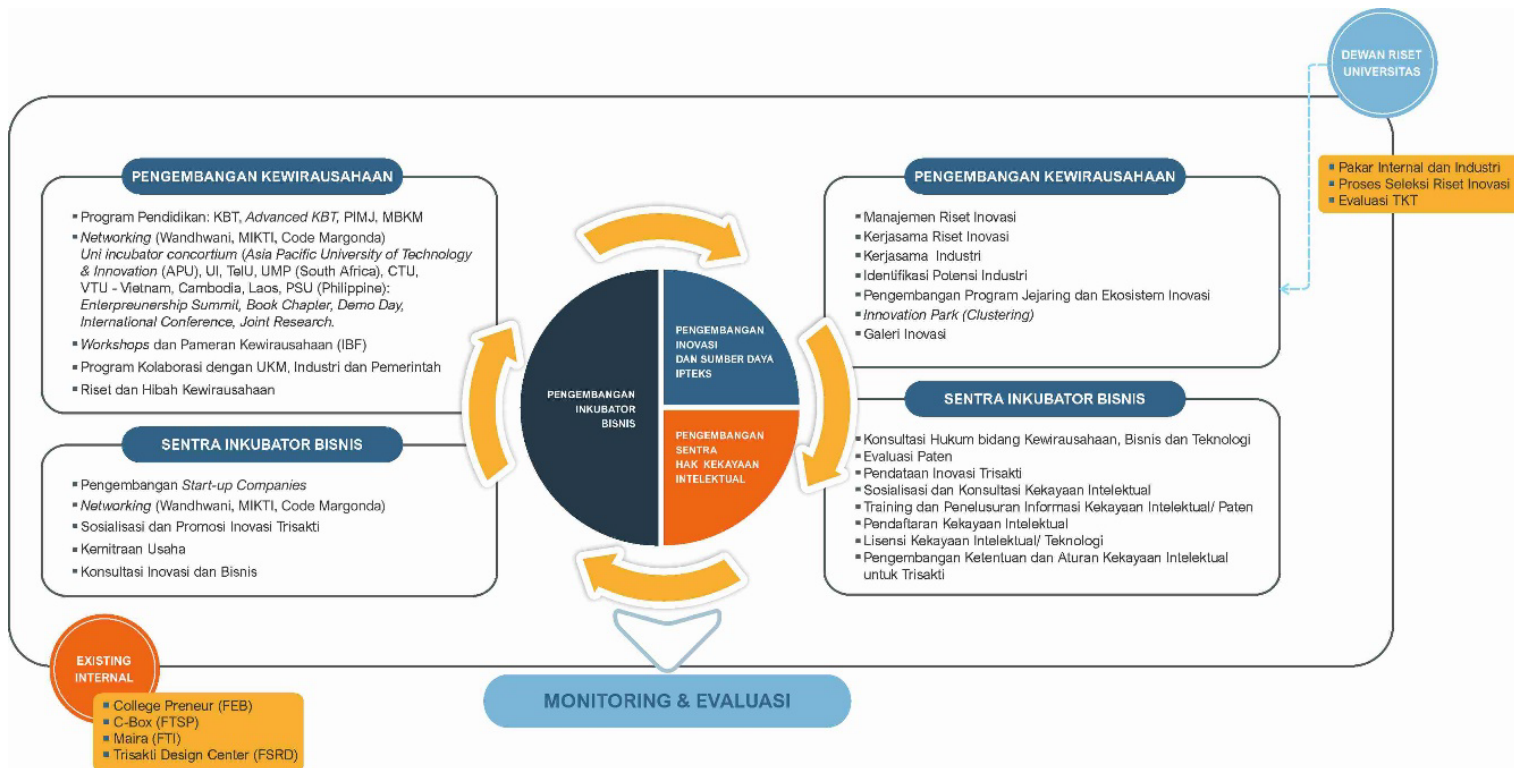 DEWAN RISET
UNIVERSITAS
▪ Pakar Internal dan Industri
▪ Proses Seleksi Riset Inovasi
▪ Evaluasi TKT
PENGEMBANGAN KEWIRAUSAHAAN
▪ Program Pendidikan: KBT, Advanced KBT, PIMJ, MBKM
▪ Networking (Wandhwani, MIKTI, Code Margonda)
Uni incubator concortium (Asia Pacific University of Technology
& Innovation (APU), UI, TelU, UMP (South Africa), CTU,
VTU - Vietnam, Cambodia, Laos, PSU (Philippine):
Enterpreunership Summit, Book Chapter, Demo Day,
International Conference, Joint Research.
▪ Workshops dan Pameran Kewirausahaan (IBF)
▪ Program Kolaborasi dengan UKM, Industri dan Pemerintah
▪ Riset dan Hibah Kewirausahaan
SENTRA INKUBATOR BISNIS
▪ Pengembangan Start-up Companies
▪ Networking (Wandhwani, MIKTI, Code Margonda)
▪ Sosialisasi dan Promosi Inovasi Trisakti
▪ Kemitraan Usaha
▪ Konsultasi Inovasi dan Bisnis
PENGEMBANGAN
INKUBATOR
BISNIS
PENGEMBANGAN
INOVASI
DAN SUMBER DAYA
IPTEKS
PENGEMBANGAN
SENTRA
HAK KEKAYAAN
INTELEKTUAL
PENGEMBANGAN KEWIRAUSAHAAN
▪ Manajemen Riset Inovasi
▪ Kerjasama Riset Inovasi
▪ Kerjasama Industri
▪ Identifikasi Potensi Industri
▪ Pengembangan Program Jejaring dan Ekosistem Inovasi
▪ Innovation Park (Clustering)
▪ Galeri Inovasi
SENTRA INKUBATOR BISNIS
▪ Konsultasi Hukum bidang Kewirausahaan, Bisnis dan Teknologi
▪ Evaluasi Paten
▪ Pendataan Inovasi Trisakti
▪ Sosialisasi dan Konsultasi Kekayaan Intelektual
▪ Training dan Penelusuran Informasi Kekayaan Intelektual/ Paten
▪ Pendaftaran Kekayaan Intelektual
▪ Lisensi Kekayaan Intelektual/ Teknologi
▪ Pengembangan Ketentuan dan Aturan Kekayaan Intelektual
untuk Trisakti
EXISTING
INTERNAL
▪ College Preneur (FEB)
▪ C-Box (FTSP)
▪ Maira (FTI)
▪ Trisakti Design Center (FSRD)
MONITORING & EVALUASI